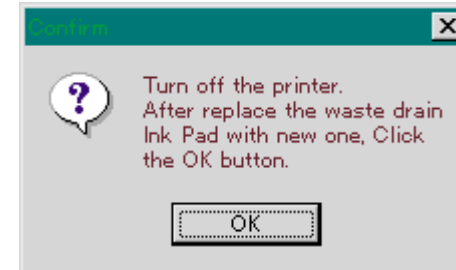 Confirm
Turn off the printer.
After replace the waste drain
Ink Pad with new one, Click
the OK button.
OK